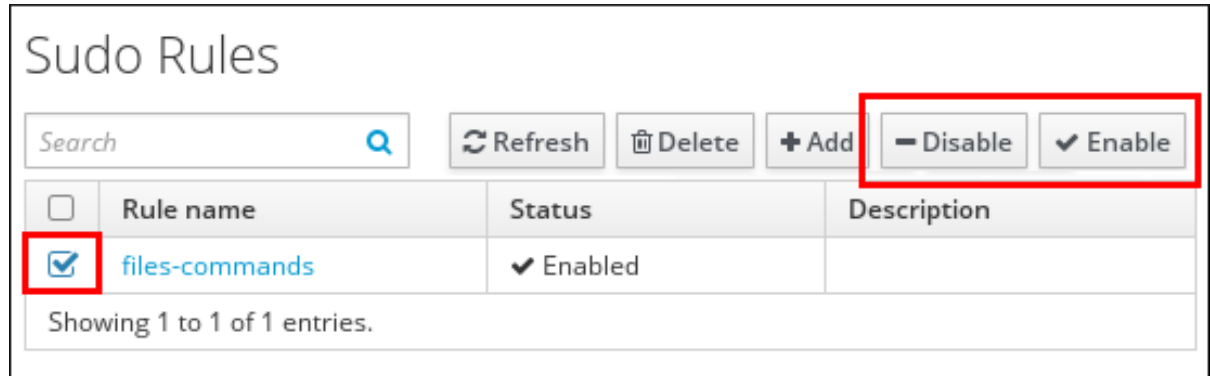 Sudo Rules
Search Refresh Delete Add Disable Enable
Rule name Status Description
files-commands Enabled
Showing 1 to 1 of 1 entries.